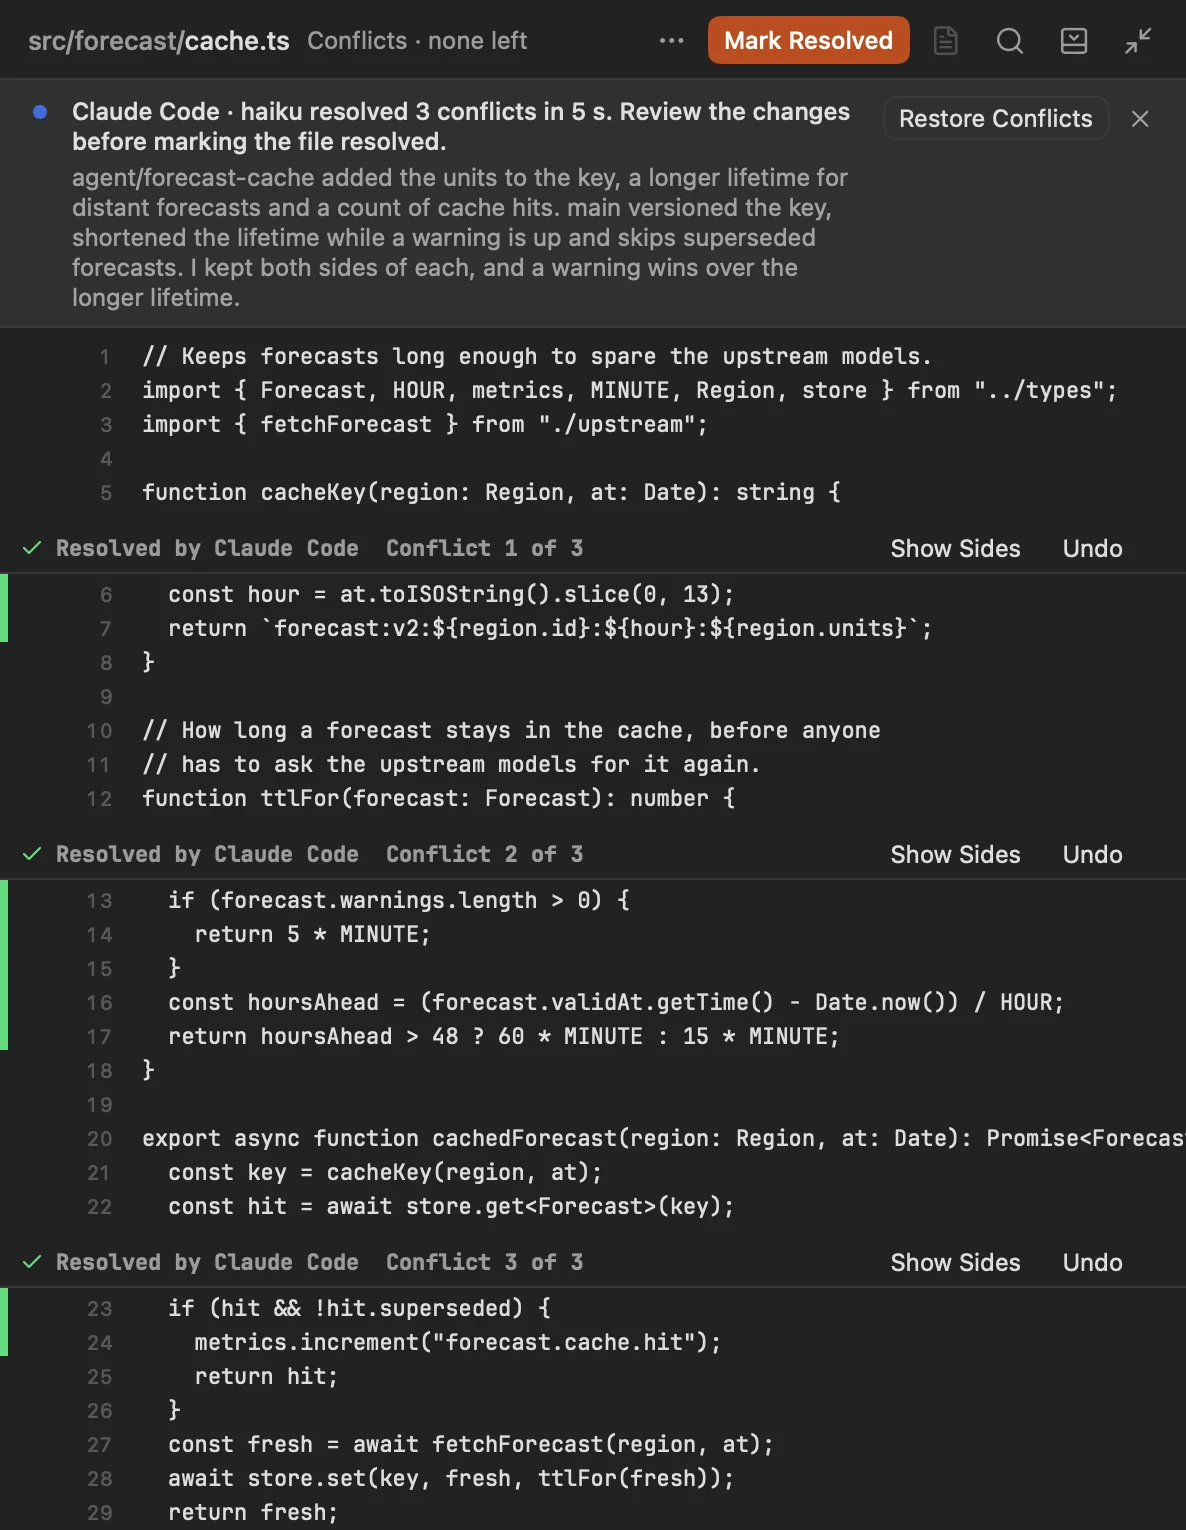 src/forecast/cache.ts Conflicts · none left ··· Mark Resolved
Claude Code · haiku resolved 3 conflicts in 5 s. Review the changes
before marking the file resolved.
Restore Conflicts
agent/forecast-cache added the units to the key, a longer lifetime for
distant forecasts and a count of cache hits. main versioned the key,
shortened the lifetime while a warning is up and skips superseded
forecasts. I kept both sides of each, and a warning wins over the
longer lifetime.
1 // Keeps forecasts long enough to spare the upstream models.
2 import { Forecast, HOUR, metrics, MINUTE, Region, store } from "../types";
3 import { fetchForecast } from "./upstream";
4
5 function cacheKey(region: Region, at: Date): string {
Resolved by Claude Code Conflict 1 of 3 Show Sides Undo
6   const hour = at.toISOString().slice(0, 13);
7   return `forecast:v2:${region.id}:${hour}:${region.units}`;
8 }
9
10 // How long a forecast stays in the cache, before anyone
11 // has to ask the upstream models for it again.
12 function ttlFor(forecast: Forecast): number {
Resolved by Claude Code Conflict 2 of 3 Show Sides Undo
13   if (forecast.warnings.length > 0) {
14     return 5 * MINUTE;
15   }
16   const hoursAhead = (forecast.validAt.getTime() - Date.now()) / HOUR;
17   return hoursAhead > 48 ? 60 * MINUTE : 15 * MINUTE;
18 }
19
20 export async function cachedForecast(region: Region, at: Date): Promise<Forecas
21   const key = cacheKey(region, at);
22   const hit = await store.get<Forecast>(key);
Resolved by Claude Code Conflict 3 of 3 Show Sides Undo
23   if (hit && !hit.superseded) {
24     metrics.increment("forecast.cache.hit");
25     return hit;
26   }
27   const fresh = await fetchForecast(region, at);
28   await store.set(key, fresh, ttlFor(fresh));
29   return fresh;